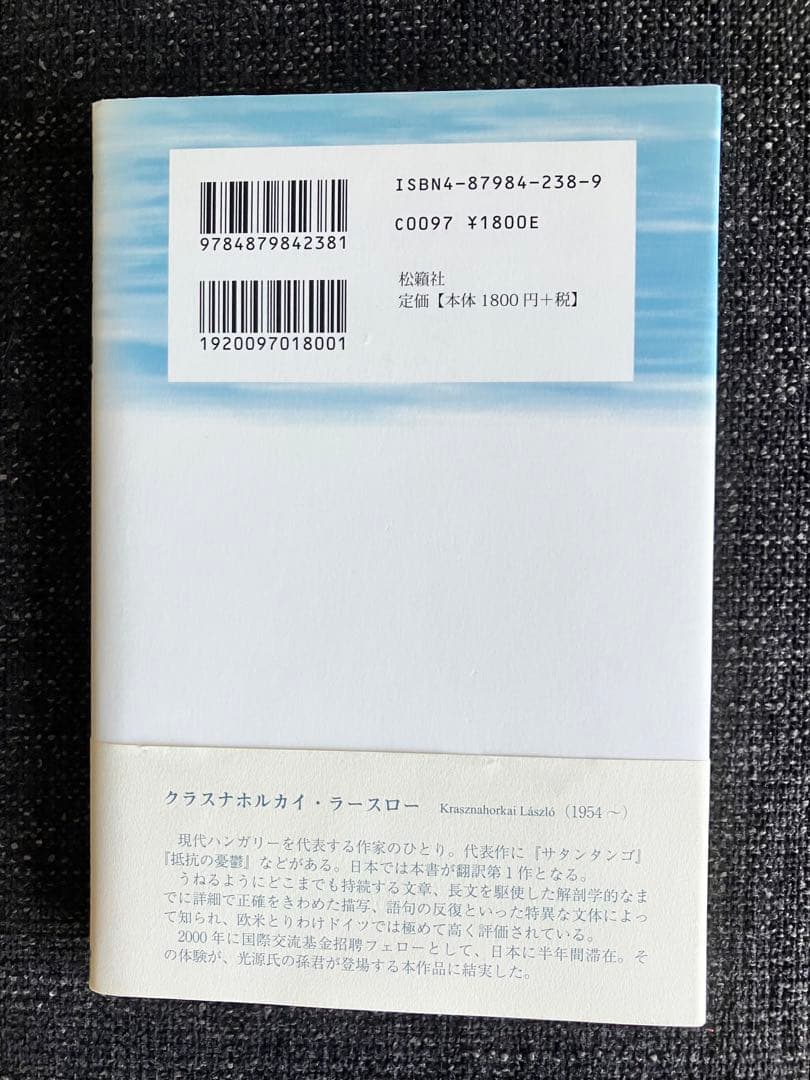 ISBN4-87984-238-9
C0097 ¥1800E
9784879842381
松籟社
定価【本体1800円+税】
1920097018001
クラスナホルカイ・ラースロー Krasznahorkai László（1954～）
現代ハンガリーを代表する作家のひとり。代表作に『サタンタンゴ』
『抵抗の憂鬱』などがある。日本では本書が翻訳第1作となる。
うねるようにどこまでも持続する文章、長文を駆使した解剖学的なま
でに詳細で正確をきわめた描写、語句の反復といった特異な文体によっ
て知られ、欧米とりわけドイツでは極めて高く評価されている。
2000年に国際交流基金招聘フェローとして、日本に半年間滞在。そ
の体験が、光源氏の孫君が登場する本作品に結実した。